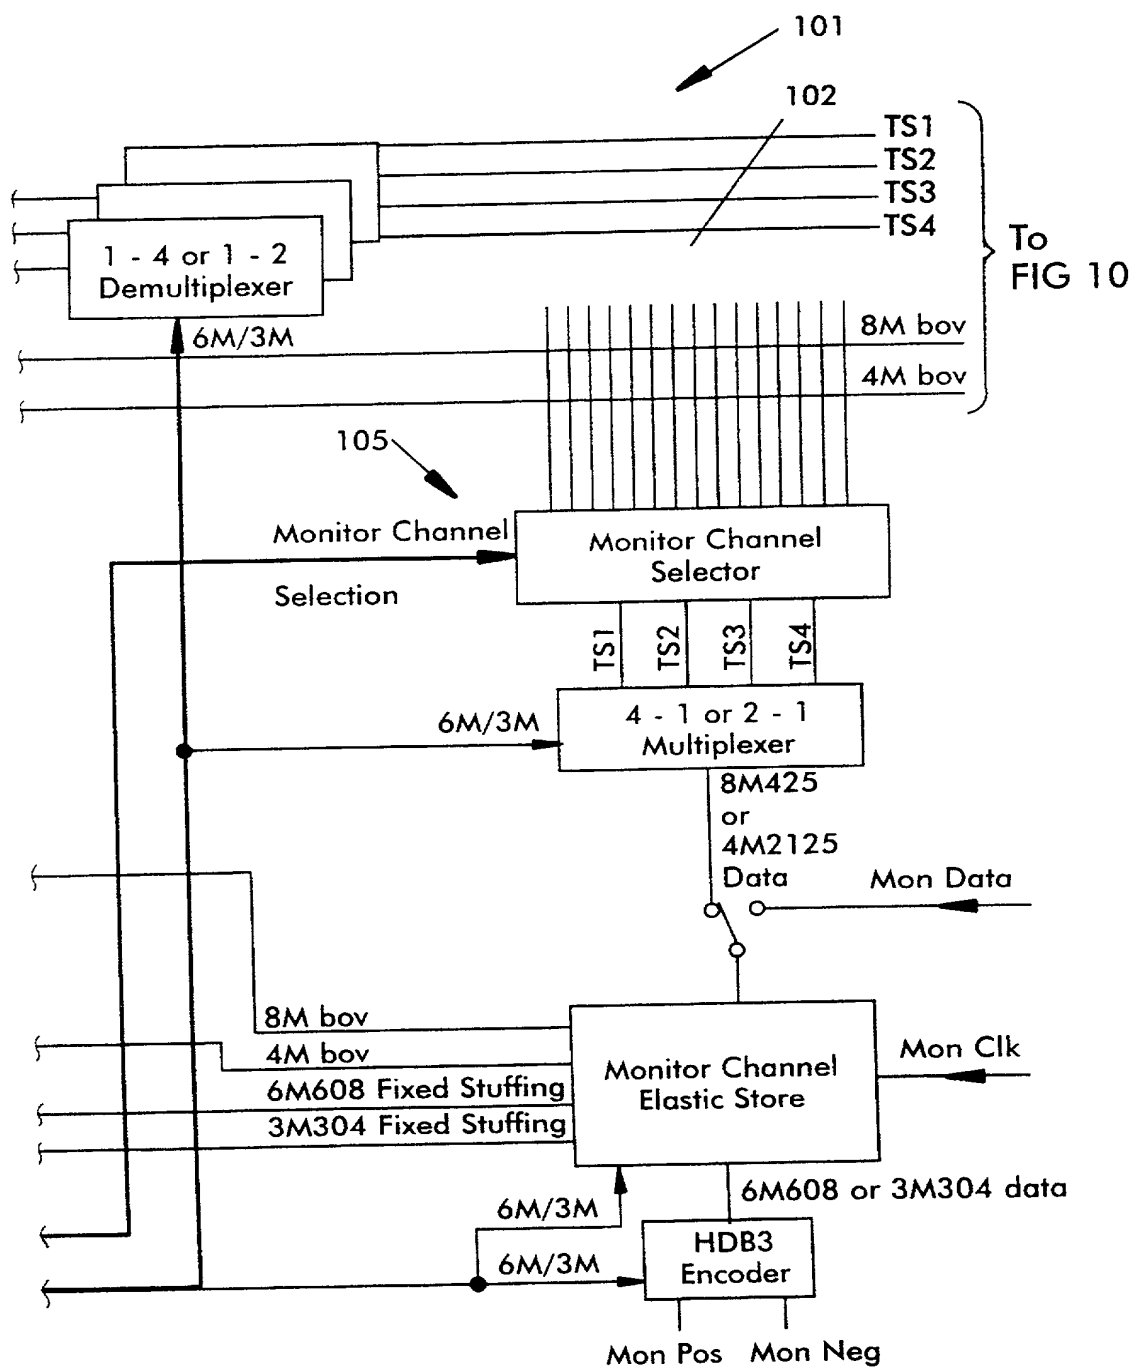 101
102
TS1
TS2
TS3
TS4
To
FIG 10
1 - 4 or 1 - 2
Demultiplexer
6M/3M
8M bov
4M bov
105
Monitor Channel
Selection
Monitor Channel
Selector
TS1
TS2
TS3
TS4
6M/3M
4 - 1 or 2 - 1
Multiplexer
8M425
or
4M2125
Data
Mon Data
8M bov
4M bov
6M608 Fixed Stuffing
3M304 Fixed Stuffing
Monitor Channel
Elastic Store
Mon Clk
6M608 or 3M304 data
6M/3M
6M/3M
HDB3
Encoder
Mon Pos
Mon Neg